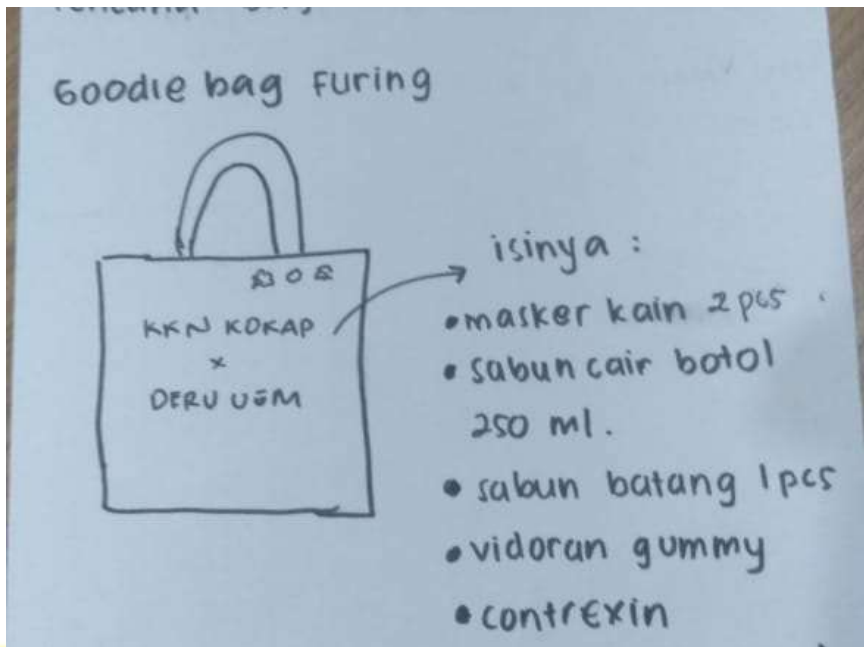 Goodie bag Furing
KKN KOKAP
x
DERU UGM
isinya :
• masker kain 2 pcs
• sabun cair botol
250 ml.
• sabun batang 1 pcs
• vidoran gummy
• contrexin